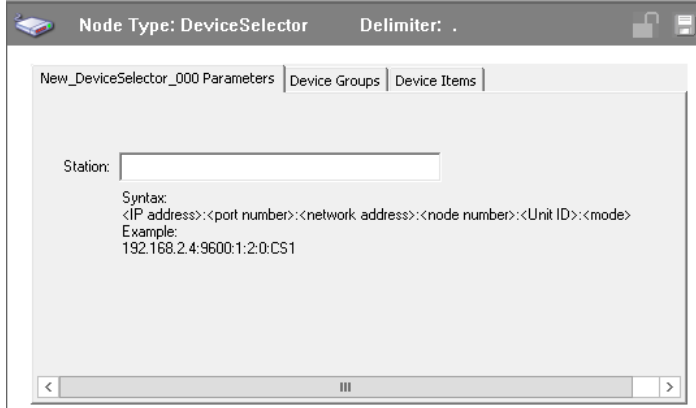 Node Type: DeviceSelector Delimiter: .
New_DeviceSelector_000 Parameters Device Groups Device Items
Station:
Syntax:
<IP address>:<port number>:<network address>:<node number>:<Unit ID>:<mode>
Example:
192.168.2.4:9600:1:2:0:CS1